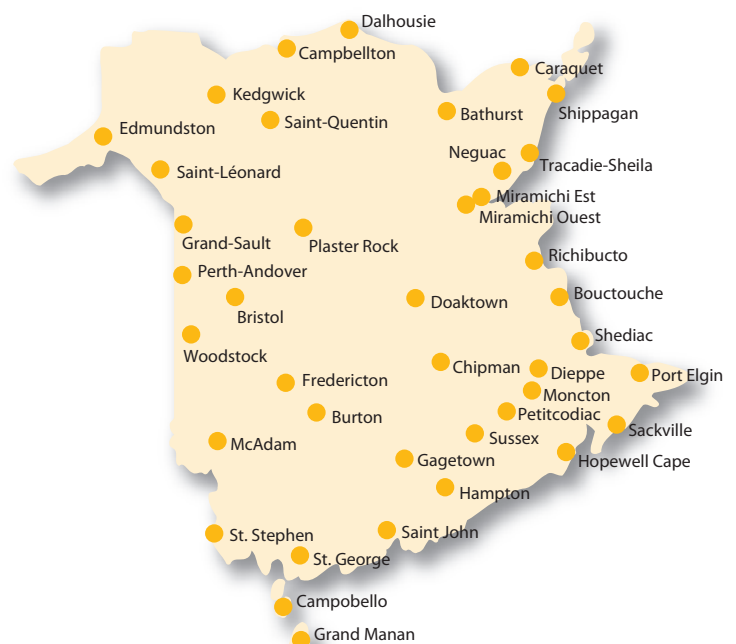 Dalhousie
Campbellton
Caraquet
Kedgwick
Shippagan
Bathurst
Saint-Quentin
Edmundston
Neguac
Tracadie-Sheila
Saint-Léonard
Miramichi Est
Miramichi Ouest
Grand-Sault
Plaster Rock
Richibucto
Perth-Andover
Bouctouche
Doaktown
Bristol
Shediac
Woodstock
Chipman
Dieppe
Port Elgin
Fredericton
Moncton
Petitcodiac
Burton
Sackville
Sussex
McAdam
Gagetown
Hopewell Cape
Hampton
St. Stephen
Saint John
St. George
Campobello
Grand Manan